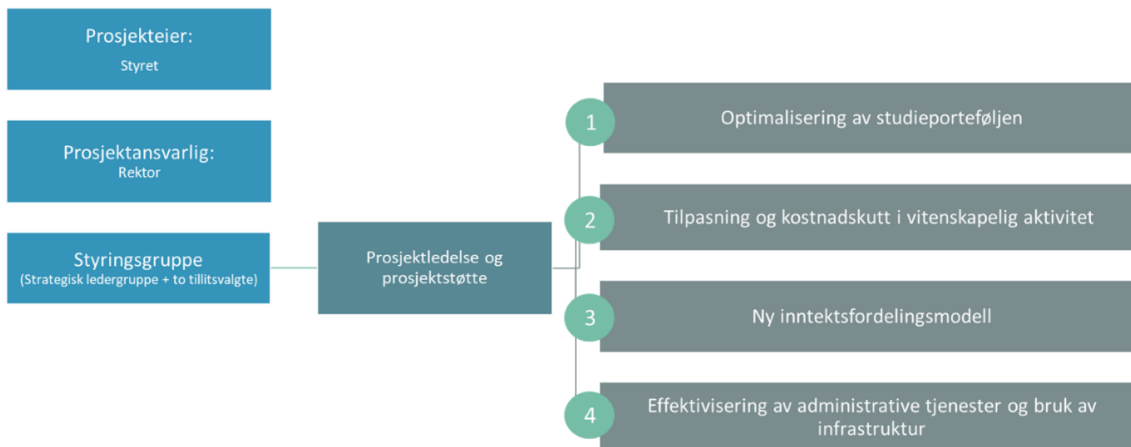 Prosjekteier:
Styret
Prosjektansvarlig:
Rektor
Styringsgruppe
(Strategisk ledergruppe + to tillitsvalgte)
Prosjektledelse og
prosjektstøtte
1
Optimalisering av studieporteføljen
2
Tilpasning og kostnadskutt i vitenskapelig aktivitet
3
Ny inntektsfordelingsmodell
4
Effektivisering av administrative tjenester og bruk av
infrastruktur